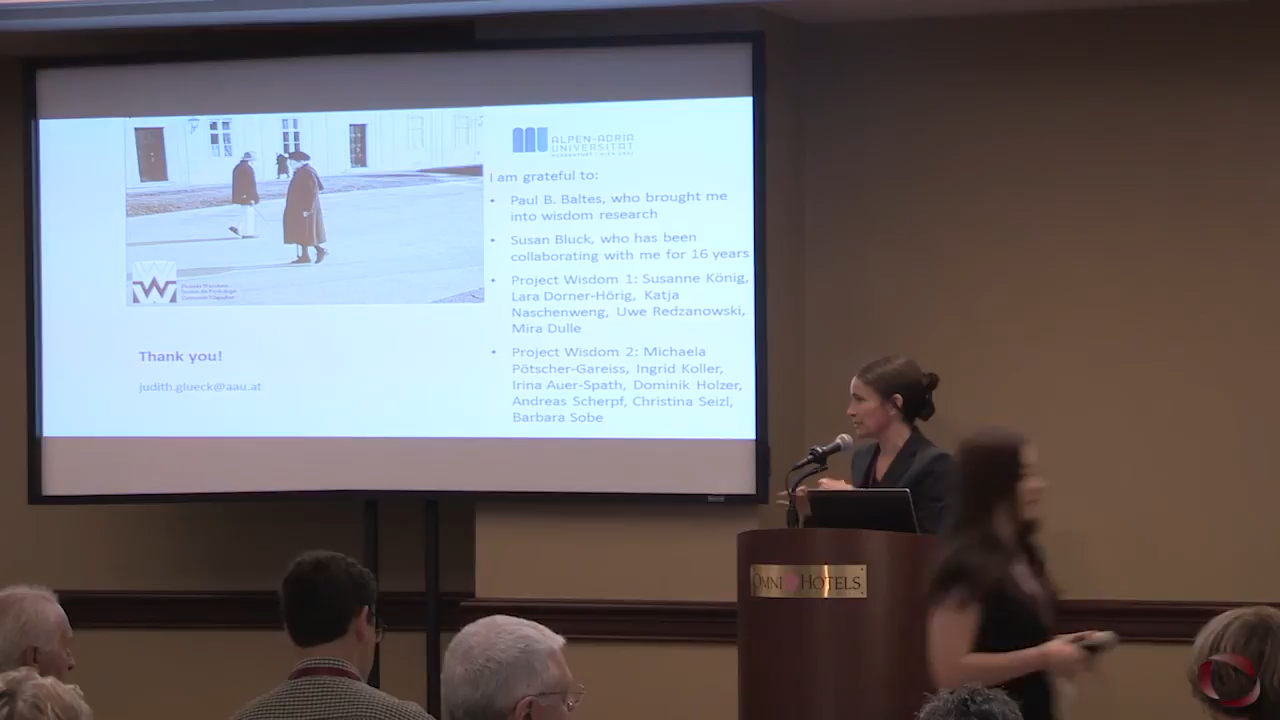 ALPEN-ADRIA
UNIVERSITÄT
I am grateful to:
• Paul B. Baltes, who brought me
into wisdom research
• Susan Bluck, who has been
collaborating with me for 16 years
• Project Wisdom 1: Susanne König,
Lara Dorner-Hörig, Katja
Naschenweng, Uwe Redzanowski,
Mira Dulle
• Project Wisdom 2: Michaela
Pötscher-Gareiss, Ingrid Koller,
Irina Auer-Spath, Dominik Holzer,
Andreas Scherpf, Christina Seizl,
Barbara Sobe
W
Thank you!
judith.glueck@aau.at
OMNI HOTELS